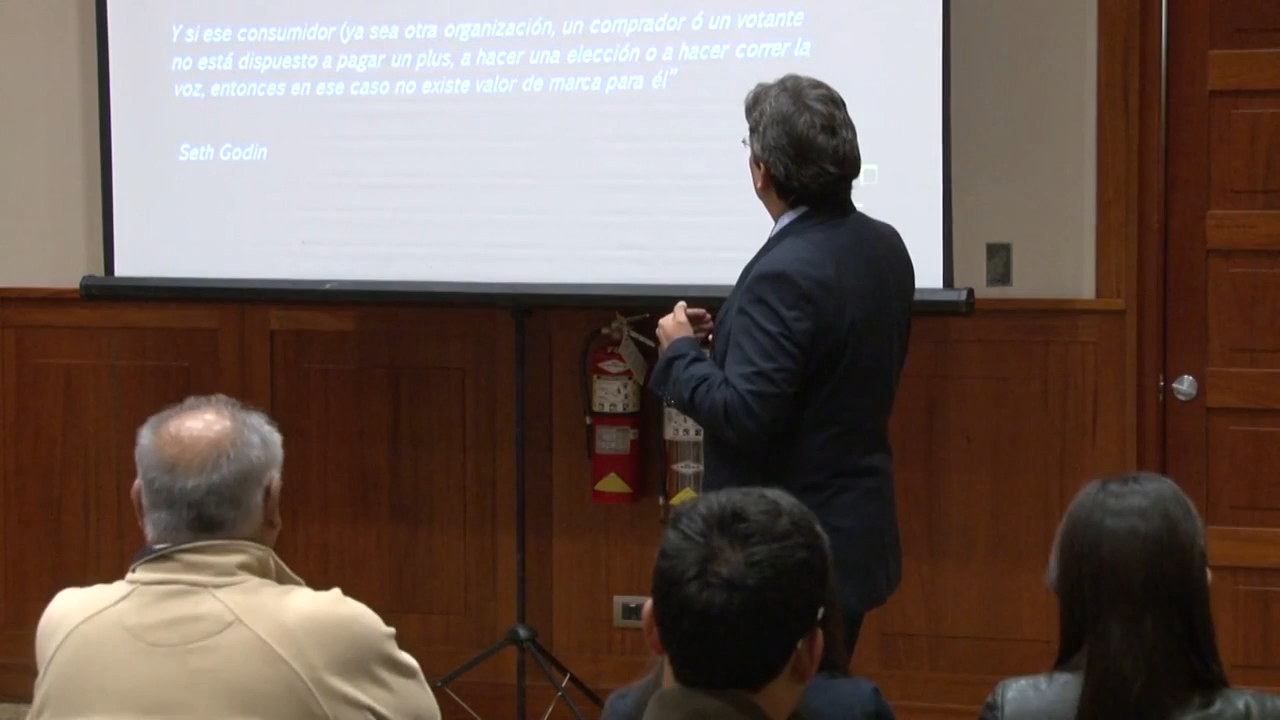 Y si ese consumidor (ya sea otra organización, un comprador ó un votante
no está dispuesto a pagar un plus, a hacer una elección o a hacer correr la
voz, entonces en ese caso no existe valor de marca para él”
Seth Godin